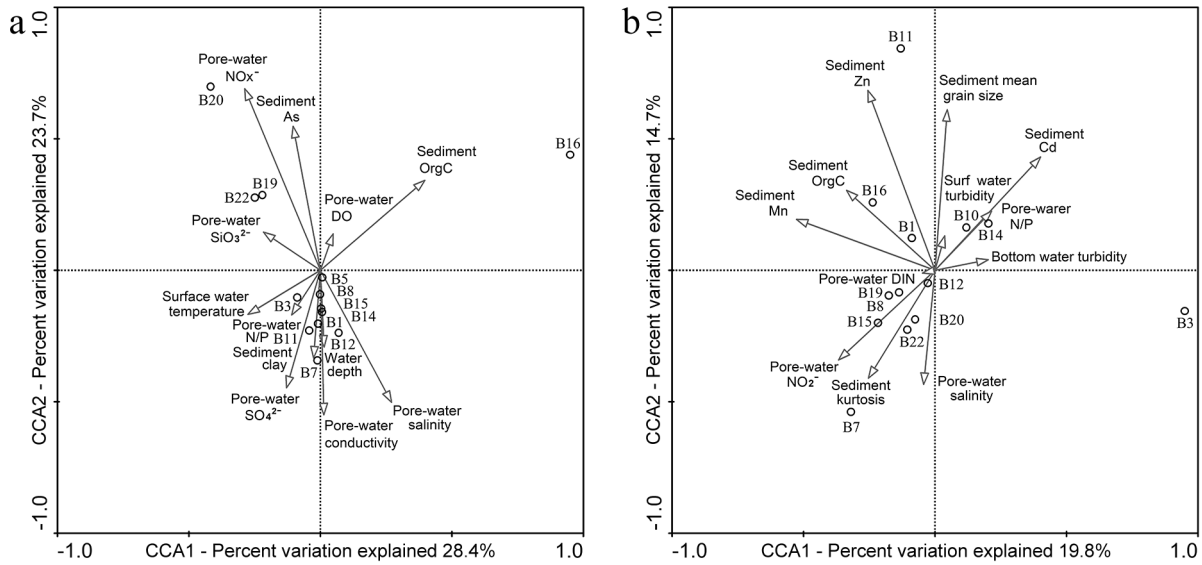 a
1.0
CCA2 - Percent variation explained 23.7%
-1.0
-1.0
CCA1 - Percent variation explained 28.4%
1.0
Pore-water
NOx⁻
B20
Sediment
As
B16
Sediment
OrgC
B19
B22
Pore-water
DO
Pore-water
SiO₃²⁻
B5
B8
B3
B15
Surface water
temperature
B14
Pore-water
N/P
B1
B11
B12
Sediment
clay
Water
depth
B7
Pore-water
SO₄²⁻
Pore-water
salinity
Pore-water
conductivity
b
1.0
CCA2 - Percent variation explained 14.7%
-1.0
-1.0
CCA1 - Percent variation explained 19.8%
1.0
B11
Sediment
Zn
Sediment mean
grain size
Sediment
Cd
Sediment
OrgC
B16
Surf water
turbidity
Sediment
Mn
Pore-warer
N/P
B10
B14
B1
Bottom water turbidity
Pore-water DIN
B12
B19
B8
B3
B15
B20
B22
Pore-water
NO₂⁻
Sediment
kurtosis
Pore-water
salinity
B7